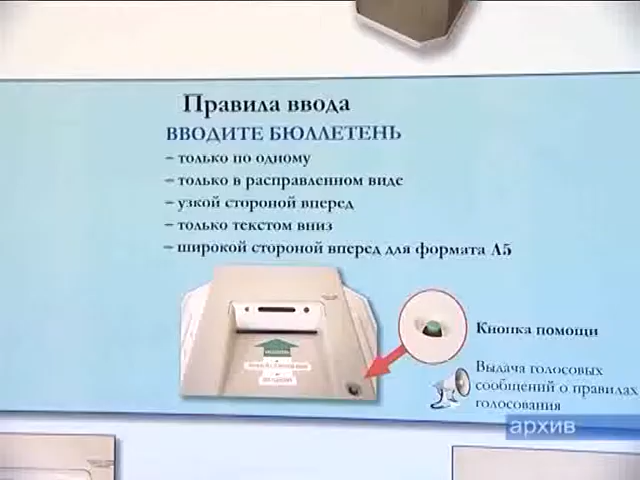 Правила ввода
ВВОДИТЕ БЮЛЛЕТЕНЬ
– только по одному
– только в расправленном виде
– узкой стороной вперед
– только текстом вниз
– широкой стороной вперед для формата А5
Кнопка помощи
Выдача голосовых
сообщений о правилах
голосования
архив